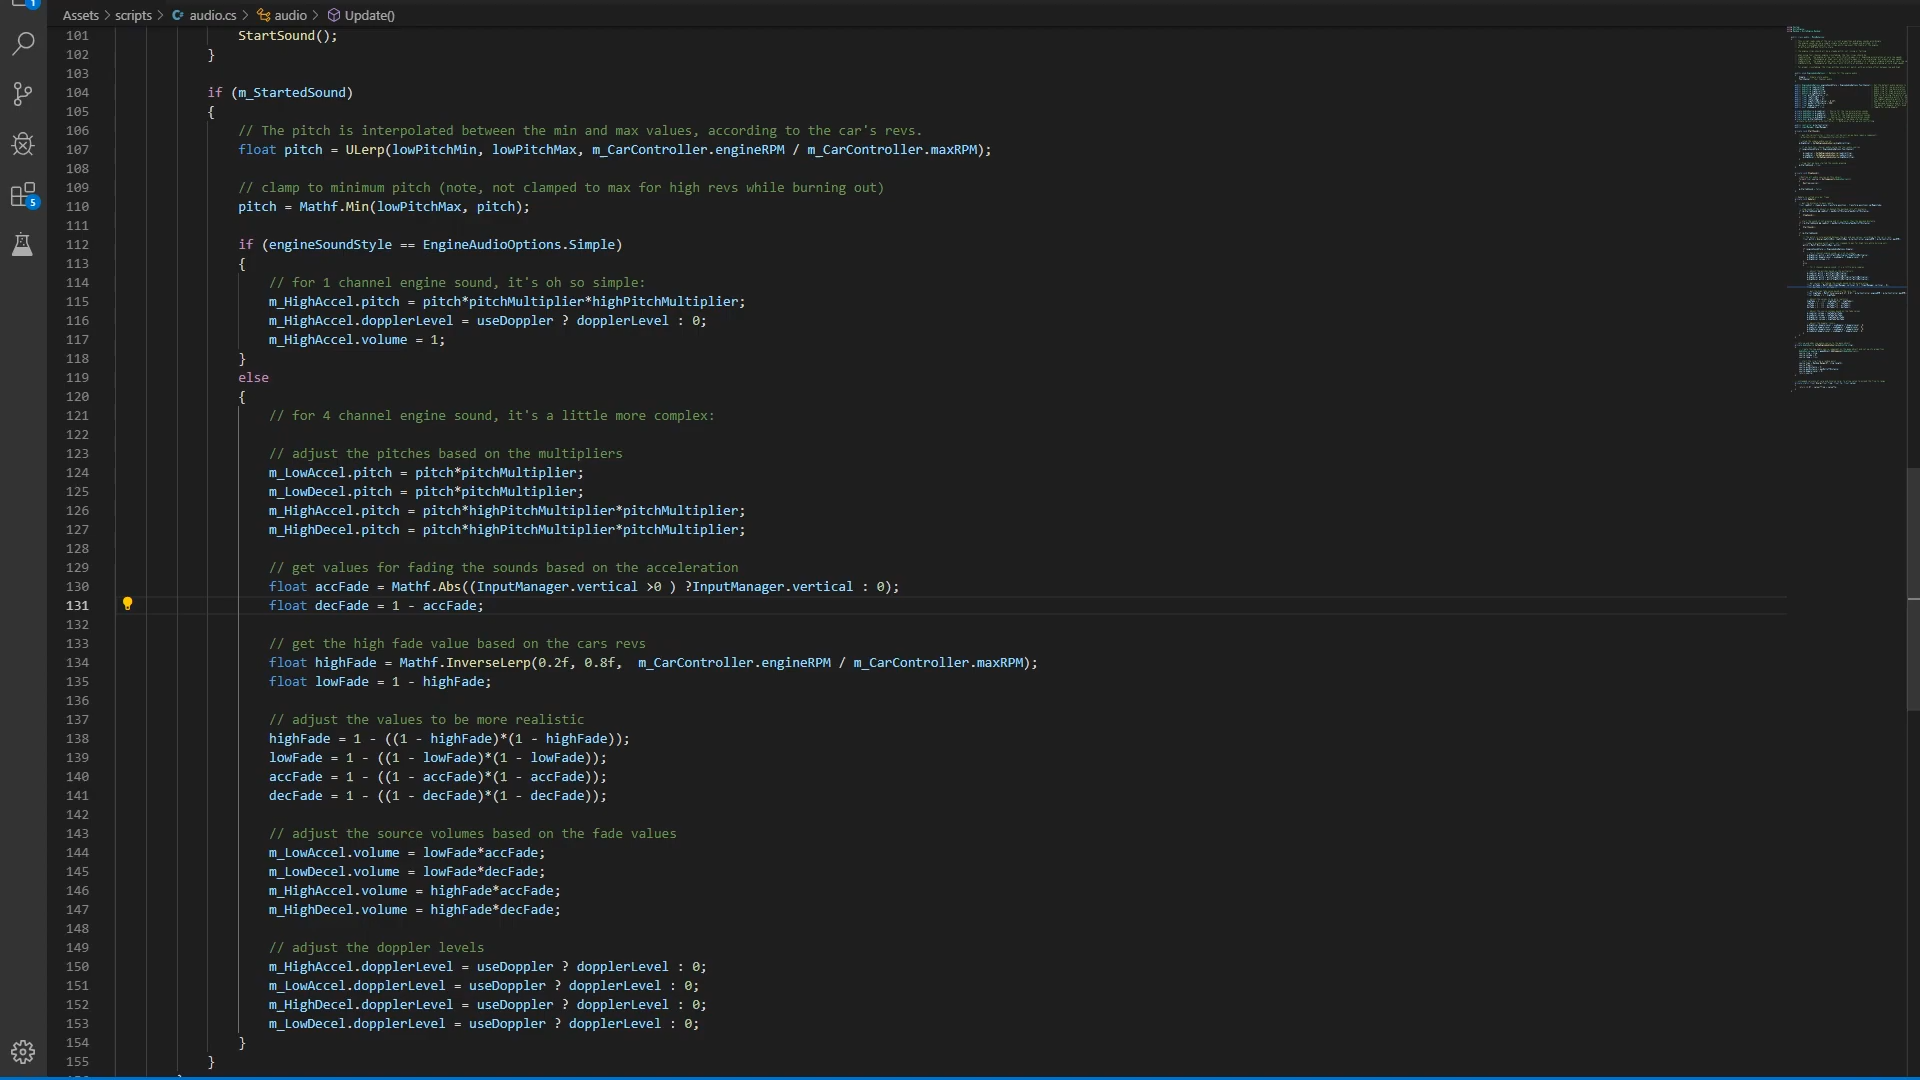 1
Assets > scripts > audio.cs > audio > Update()
101 StartSound();
102 }
103
104 if (m_StartedSound)
105 {
106 // The pitch is interpolated between the min and max values, according to the car's revs.
107 float pitch = ULerp(lowPitchMin, lowPitchMax, m_CarController.engineRPM / m_CarController.maxRPM);
108
109 // clamp to minimum pitch (note, not clamped to max for high revs while burning out)
110 pitch = Mathf.Min(lowPitchMax, pitch);
111
112 if (engineSoundStyle == EngineAudioOptions.Simple)
113 {
114 // for 1 channel engine sound, it's oh so simple:
115 m_HighAccel.pitch = pitch*pitchMultiplier*highPitchMultiplier;
116 m_HighAccel.dopplerLevel = useDoppler ? dopplerLevel : 0;
117 m_HighAccel.volume = 1;
118 }
119 else
120 {
121 // for 4 channel engine sound, it's a little more complex:
122
123 // adjust the pitches based on the multipliers
124 m_LowAccel.pitch = pitch*pitchMultiplier;
125 m_LowDecel.pitch = pitch*pitchMultiplier;
126 m_HighAccel.pitch = pitch*highPitchMultiplier*pitchMultiplier;
127 m_HighDecel.pitch = pitch*highPitchMultiplier*pitchMultiplier;
128
129 // get values for fading the sounds based on the acceleration
130 float accFade = Mathf.Abs((InputManager.vertical >0 ) ?InputManager.vertical : 0);
131 float decFade = 1 - accFade;
132
133 // get the high fade value based on the cars revs
134 float highFade = Mathf.InverseLerp(0.2f, 0.8f,  m_CarController.engineRPM / m_CarController.maxRPM);
135 float lowFade = 1 - highFade;
136
137 // adjust the values to be more realistic
138 highFade = 1 - ((1 - highFade)*(1 - highFade));
139 lowFade = 1 - ((1 - lowFade)*(1 - lowFade));
140 accFade = 1 - ((1 - accFade)*(1 - accFade));
141 decFade = 1 - ((1 - decFade)*(1 - decFade));
142
143 // adjust the source volumes based on the fade values
144 m_LowAccel.volume = lowFade*accFade;
145 m_LowDecel.volume = lowFade*decFade;
146 m_HighAccel.volume = highFade*accFade;
147 m_HighDecel.volume = highFade*decFade;
148
149 // adjust the doppler levels
150 m_HighAccel.dopplerLevel = useDoppler ? dopplerLevel : 0;
151 m_LowAccel.dopplerLevel = useDoppler ? dopplerLevel : 0;
152 m_HighDecel.dopplerLevel = useDoppler ? dopplerLevel : 0;
153 m_LowDecel.dopplerLevel = useDoppler ? dopplerLevel : 0;
154 }
155 }
5